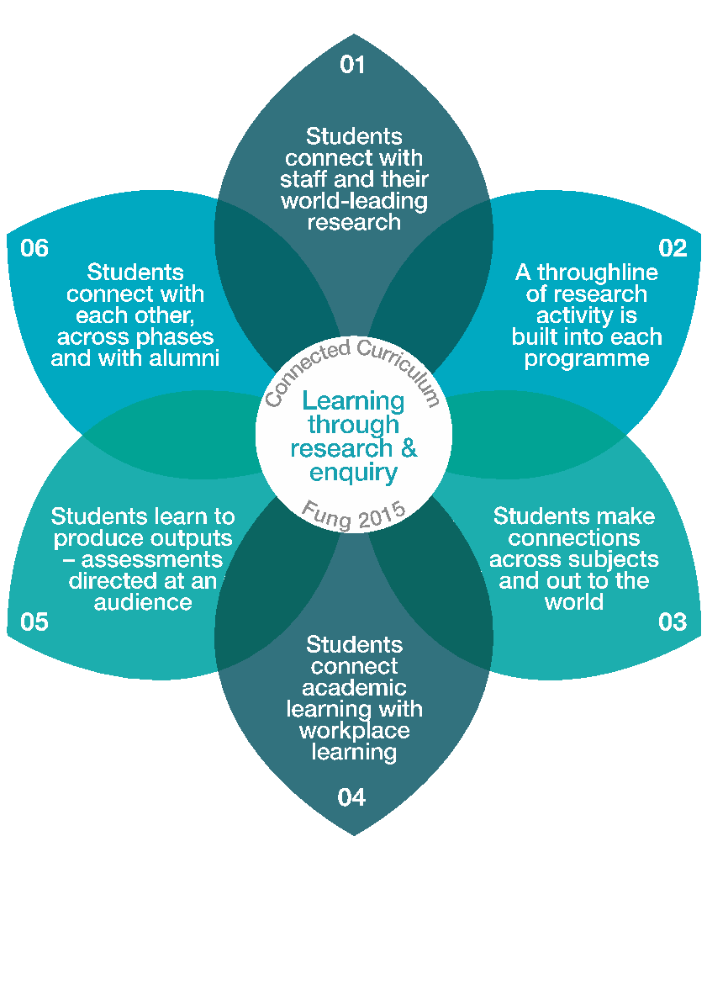 01
Students
connect with
staff and their
world-leading
research
02
A throughline
of research
activity is
built into each
programme
03
Students make
connections
across subjects
and out to the
world
04
Students
connect
academic
learning with
workplace
learning
05
Students learn to
produce outputs
– assessments
directed at an
audience
06
Students
connect with
each other,
across phases
and with alumni
Connected Curriculum
Learning
through
research &
enquiry
Fung 2015